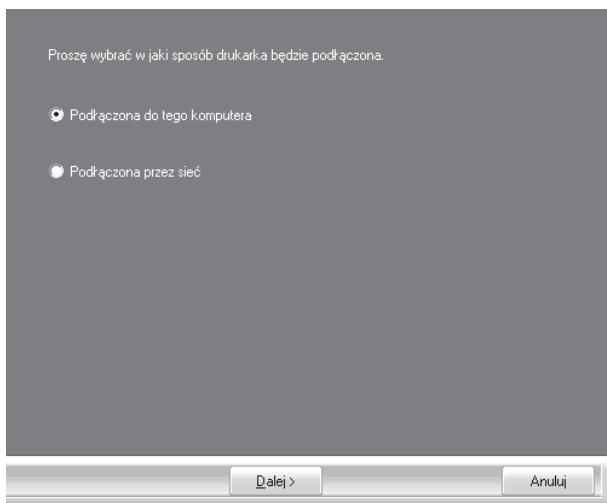 Proszę wybrać w jaki sposób drukarka będzie podłączona.
Podłączona do tego komputera
Podłączona przez sieć
Dalej >
Anuluj